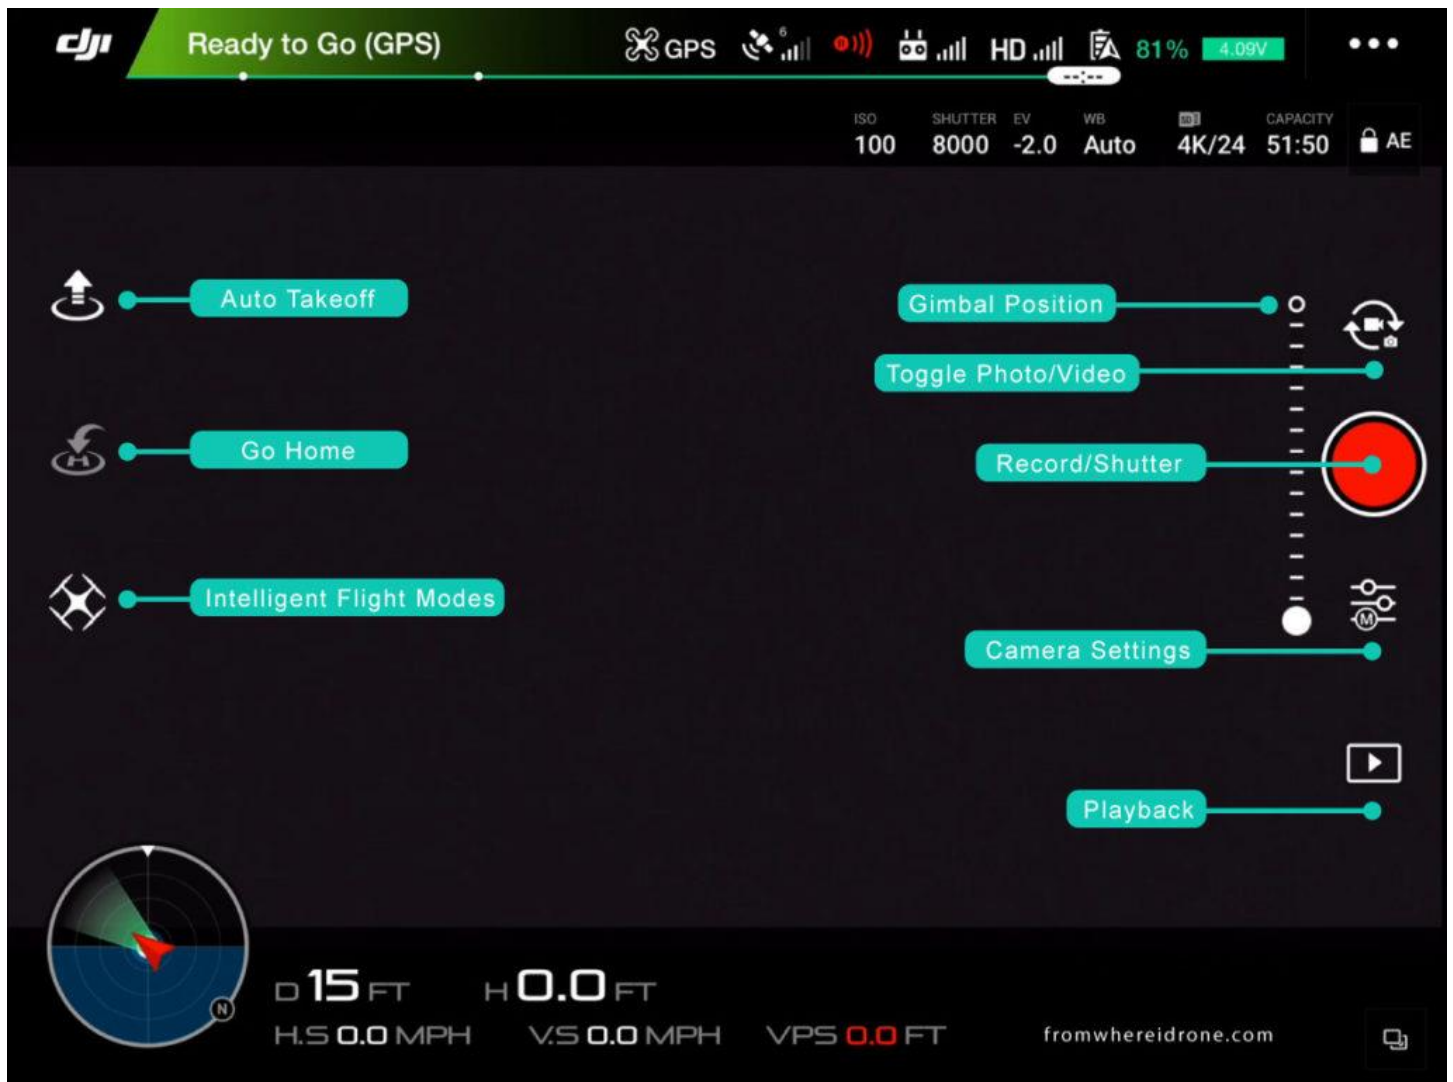 dji
Ready to Go (GPS)
GPS
6
HD
81%
4.09V
--:--
ISO
100
SHUTTER
8000
EV
-2.0
WB
Auto
SD
4K/24
CAPACITY
51:50
AE
Auto Takeoff
Gimbal Position
Toggle Photo/Video
Go Home
Record/Shutter
Intelligent Flight Modes
M
Camera Settings
Playback
N
D 15 FT
H 0.0 FT
H.S 0.0 MPH
V.S 0.0 MPH
VPS 0.0 FT
fromwhereidrone.com